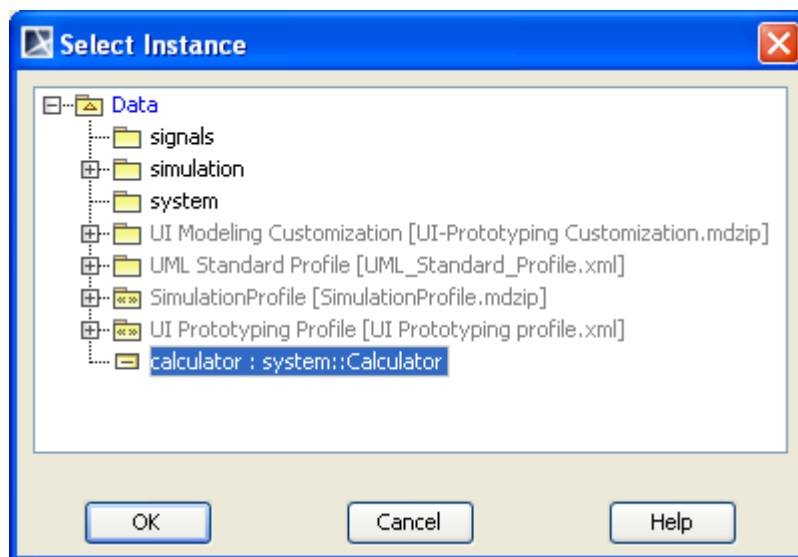 Select Instance
Data
signals
simulation
system
UI Modeling Customization [UI-Prototyping Customization.mdzip]
UML Standard Profile [UML_Standard_Profile.xml]
«» SimulationProfile [SimulationProfile.mdzip]
«» UI Prototyping Profile [UI Prototyping profile.xml]
calculator : system::Calculator
OK Cancel Help